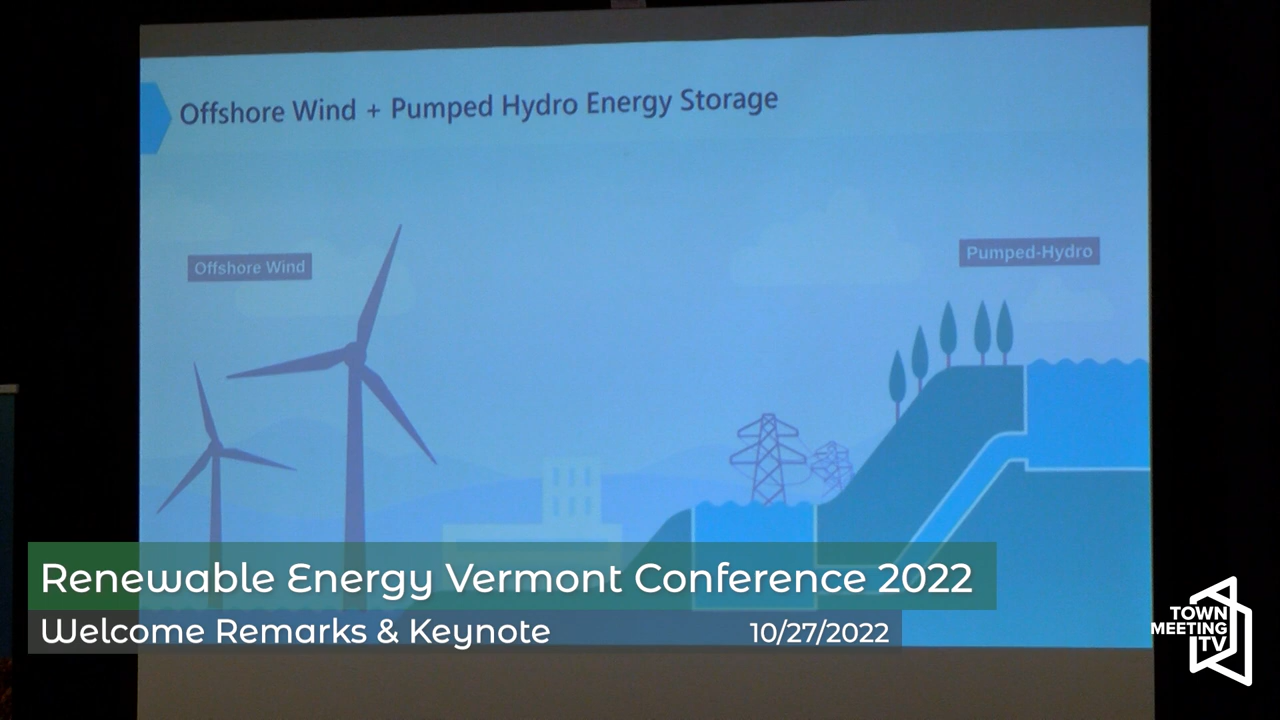 Offshore Wind + Pumped Hydro Energy Storage
Offshore Wind
Pumped-Hydro
Renewable Energy Vermont Conference 2022
Welcome Remarks & Keynote 10/27/2022
TOWN
MEETING
TV